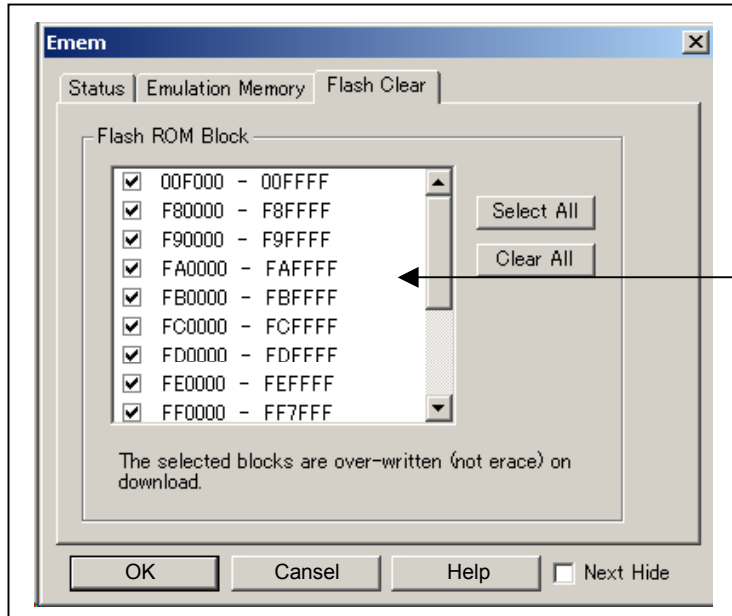 Emem
Status Emulation Memory Flash Clear
Flash ROM Block
00F000 - 00FFFF
F80000 - F8FFFF
F90000 - F9FFFF
FA0000 - FAFFFF
FB0000 - FBFFFF
FC0000 - FCFFFF
FD0000 - FDFFFF
FE0000 - FEFFFF
FF0000 - FF7FFF
Select All
Clear All
The selected blocks are over-written (not erace) on
download.
OK Cansel Help Next Hide